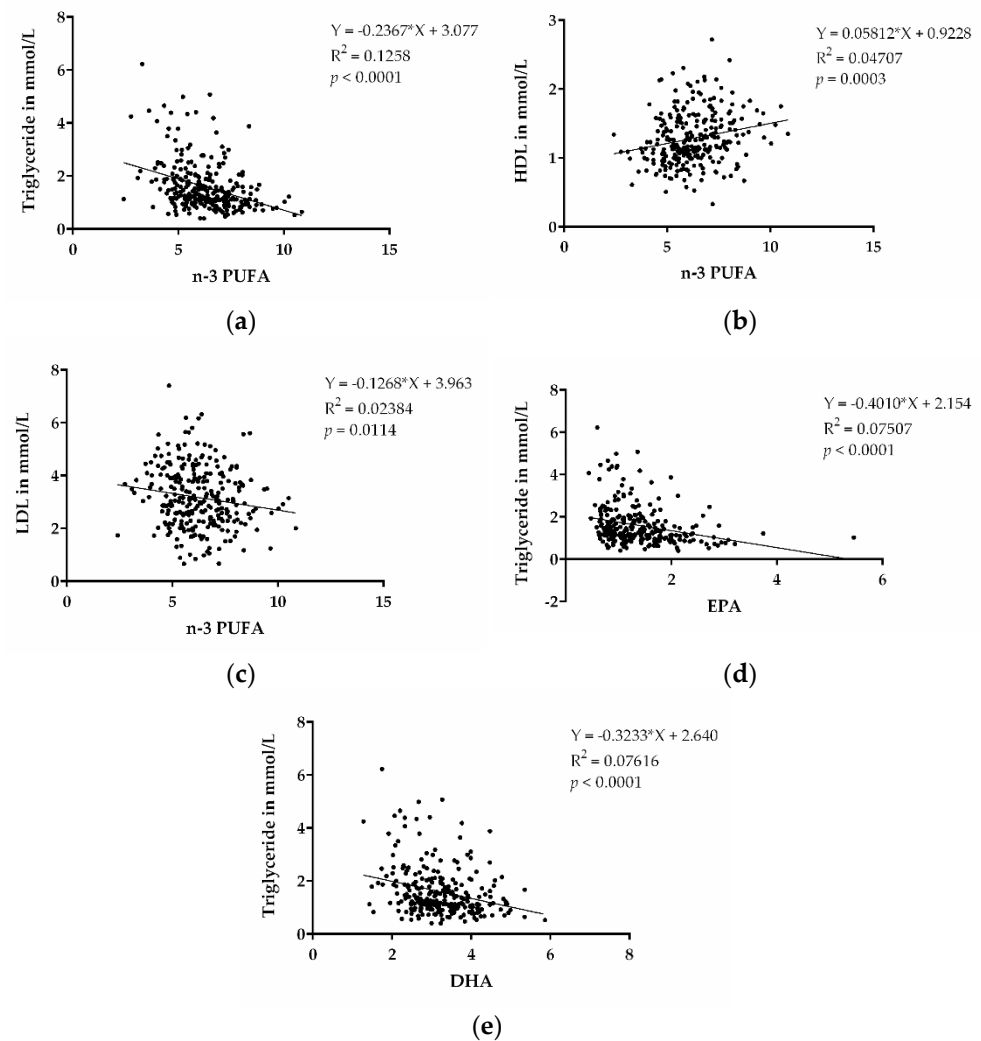 Y = -0.2367*X + 3.077
R² = 0.1258
p < 0.0001
Triglyceride in mmol/L
8
6
4
2
0
0 5 10 15
n-3 PUFA
(a)
Y = 0.05812*X + 0.9228
R² = 0.04707
p = 0.0003
HDL in mmol/L
3
2
1
0
0 5 10 15
n-3 PUFA
(b)
Y = -0.1268*X + 3.963
R² = 0.02384
p = 0.0114
LDL in mmol/L
8
6
4
2
0
0 5 10 15
n-3 PUFA
(c)
Y = -0.4010*X + 2.154
R² = 0.07507
p < 0.0001
Triglyceride in mmol/L
8
6
4
2
0
-2
2 4 6
EPA
(d)
Y = -0.3233*X + 2.640
R² = 0.07616
p < 0.0001
Triglyceride in mmol/L
8
6
4
2
0
0 2 4 6 8
DHA
(e)